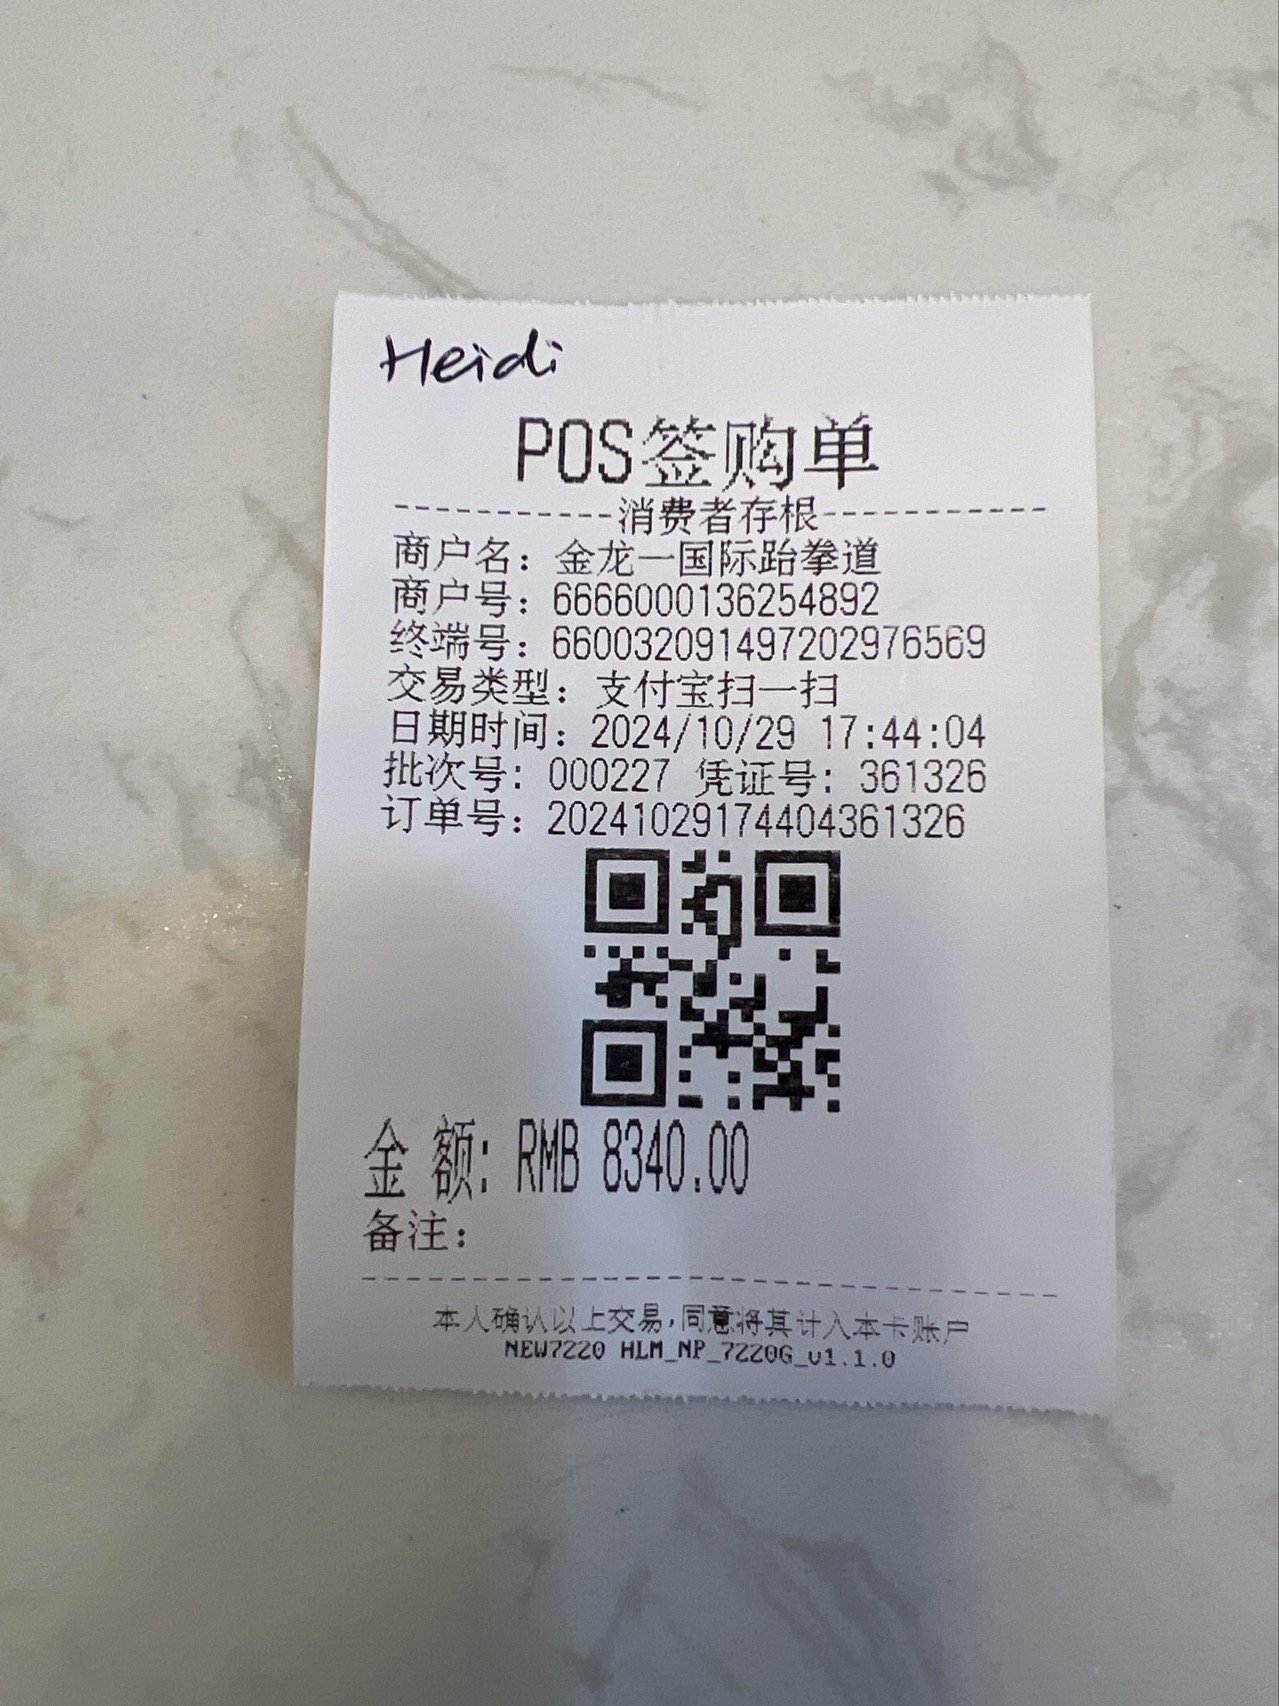 Heidi
POS签购单
-----------消费者存根-----------
商户名：金龙一国际跆拳道
商户号：6666000136254892
终端号：660032091497202976569
交易类型：支付宝扫一扫
日期时间：2024/10/29 17:44:04
批次号：000227 凭证号：361326
订单号：20241029174404361326
金 额：RMB 8340.00
备注：
本人确认以上交易,同意将其计入本卡账户
NEW7220 HLM_NP_7220G_v1.1.0